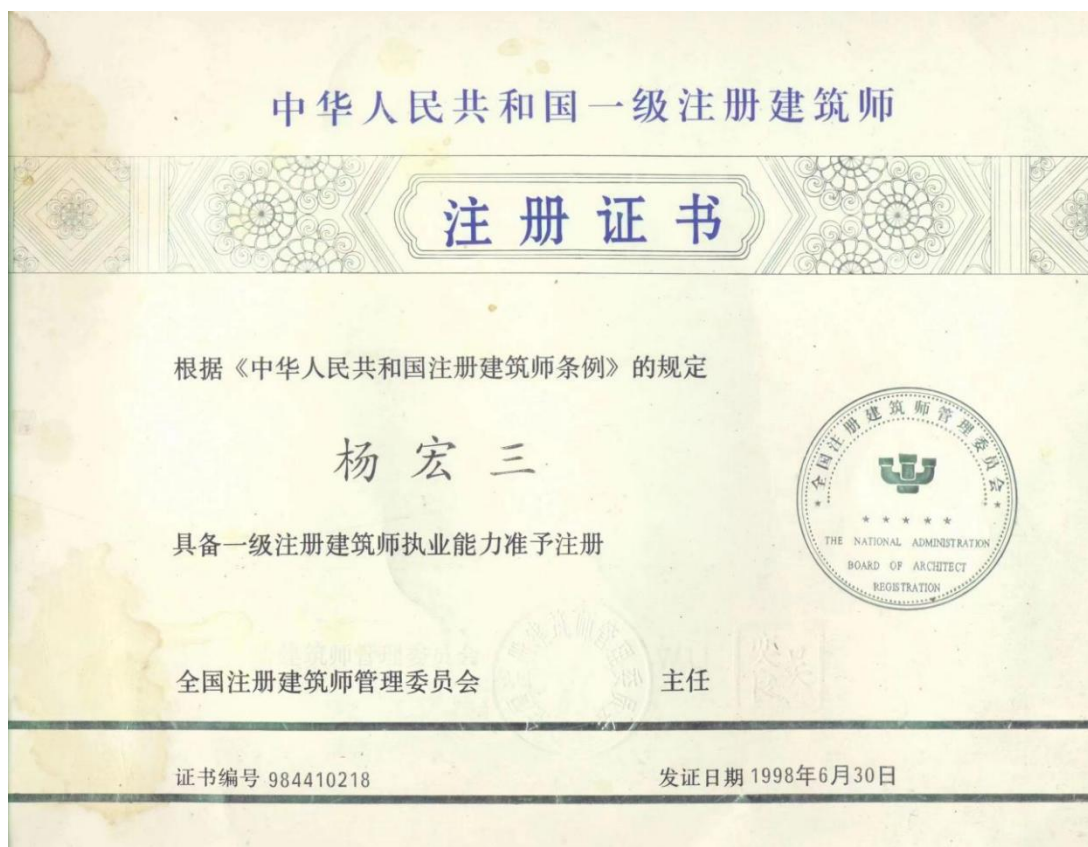 中华人民共和国一级注册建筑师
注册证书
根据《中华人民共和国注册建筑师条例》的规定
杨宏三
具备一级注册建筑师执业能力准予注册
全国注册建筑师管理委员会
THE NATIONAL ADMINISTRATION
BOARD OF ARCHITECT
REGISTRATION
全国注册建筑师管理委员会 主任
证书编号 984410218 发证日期 1998年6月30日